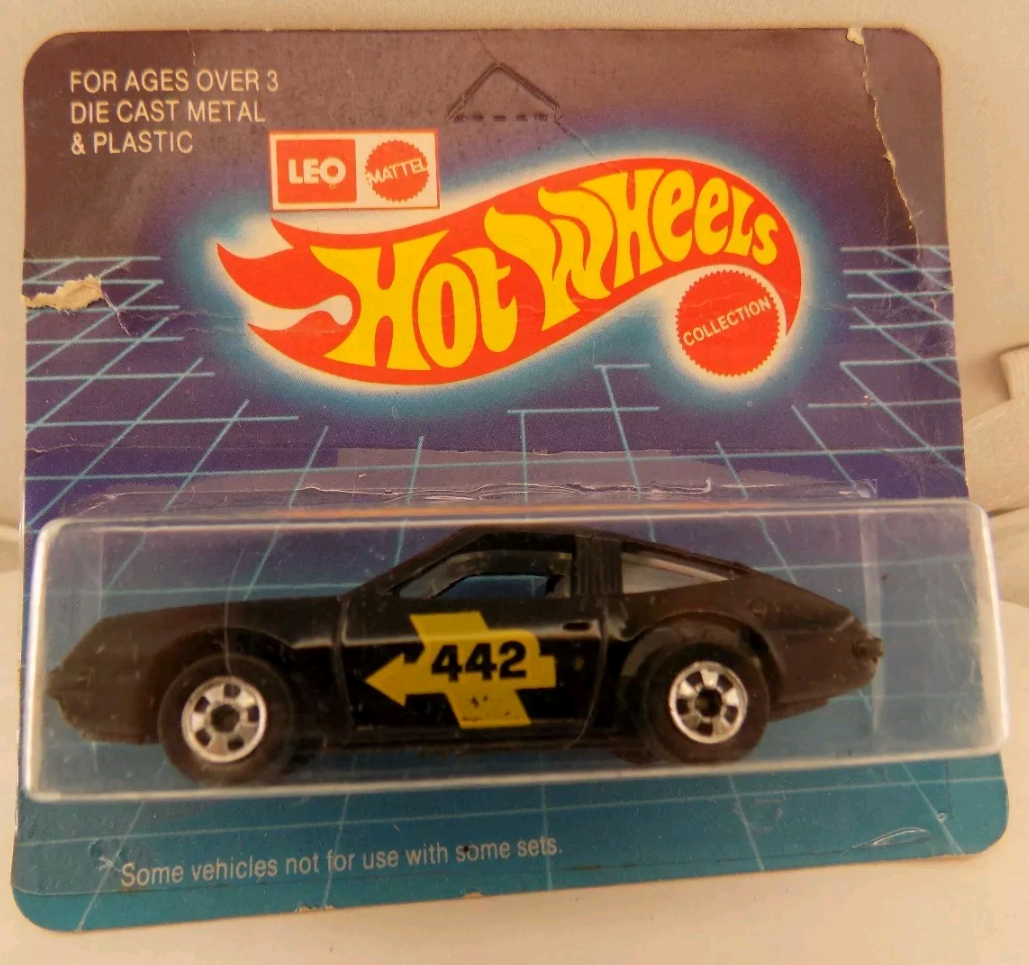 FOR AGES OVER 3
DIE CAST METAL
& PLASTIC
LEO MATTEL
HOT WHEELS
COLLECTION
442
Some vehicles not for use with some sets.